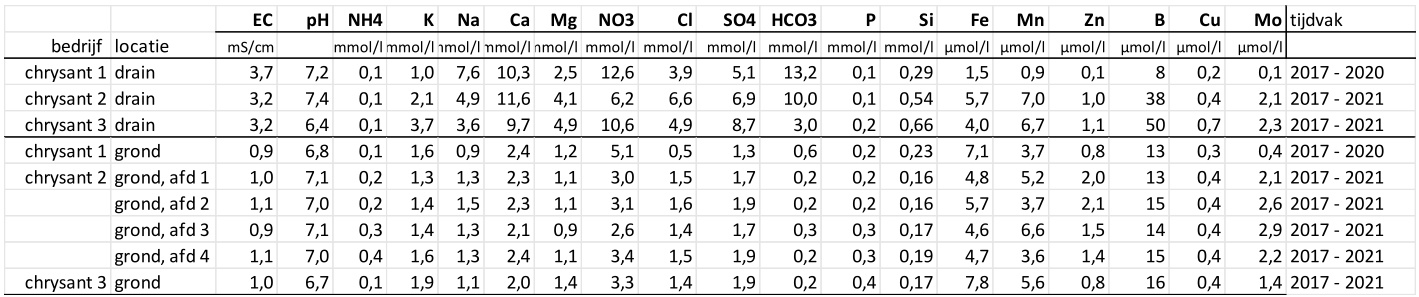 EC pH NH4 K Na Ca Mg NO3 Cl SO4 HCO3 P Si Fe Mn Zn B Cu Mo tijdvak
bedrijf locatie mS/cm mmol/l mmol/l mmol/l mmol/l mmol/l mmol/l mmol/l mmol/l mmol/l mmol/l mmol/l µmol/l µmol/l µmol/l µmol/l µmol/l µmol/l
chrysant 1 drain 3,7 7,2 0,1 1,0 7,6 10,3 2,5 12,6 3,9 5,1 13,2 0,1 0,29 1,5 0,9 0,1 8 0,2 0,1 2017 - 2020
chrysant 2 drain 3,2 7,4 0,1 2,1 4,9 11,6 4,1 6,2 6,6 6,9 10,0 0,1 0,54 5,7 7,0 1,0 38 0,4 2,1 2017 - 2021
chrysant 3 drain 3,2 6,4 0,1 3,7 3,6 9,7 4,9 10,6 4,9 8,7 3,0 0,2 0,66 4,0 6,7 1,1 50 0,7 2,3 2017 - 2021
chrysant 1 grond 0,9 6,8 0,1 1,6 0,9 2,4 1,2 5,1 0,5 1,3 0,6 0,2 0,23 7,1 3,7 0,8 13 0,3 0,4 2017 - 2020
chrysant 2 grond, afd 1 1,0 7,1 0,2 1,3 1,3 2,3 1,1 3,0 1,5 1,7 0,2 0,2 0,16 4,8 5,2 2,0 13 0,4 2,1 2017 - 2021
grond, afd 2 1,1 7,0 0,2 1,4 1,5 2,3 1,1 3,1 1,6 1,9 0,2 0,2 0,16 5,7 3,7 2,1 15 0,4 2,6 2017 - 2021
grond, afd 3 0,9 7,1 0,3 1,4 1,3 2,1 0,9 2,6 1,4 1,7 0,3 0,3 0,17 4,6 6,6 1,5 14 0,4 2,9 2017 - 2021
grond, afd 4 1,1 7,0 0,4 1,6 1,3 2,4 1,1 3,4 1,5 1,9 0,2 0,3 0,19 4,7 3,6 1,4 15 0,4 2,2 2017 - 2021
chrysant 3 grond 1,0 6,7 0,1 1,9 1,1 2,0 1,4 3,3 1,4 1,9 0,2 0,4 0,17 7,8 5,6 0,8 16 0,4 1,4 2017 - 2021